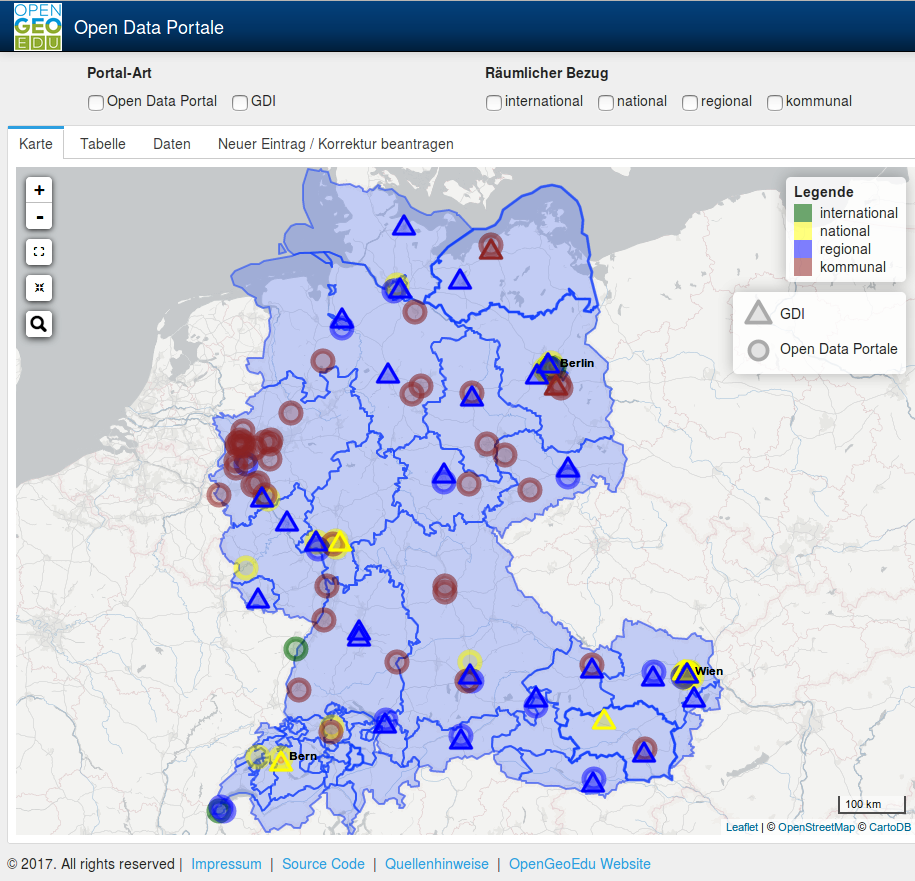 OPEN
GEO
EDU
Open Data Portale
Portal-Art
Räumlicher Bezug
Open Data Portal GDI
international national regional kommunal
Karte Tabelle Daten Neuer Eintrag / Korrektur beantragen
+
-
Legende
international
national
regional
kommunal
GDI
Open Data Portale
Berlin
Wien
Bern
100 km
Leaflet | © OpenStreetMap © CartoDB
© 2017. All rights reserved | Impressum | Source Code | Quellenhinweise | OpenGeoEdu Website